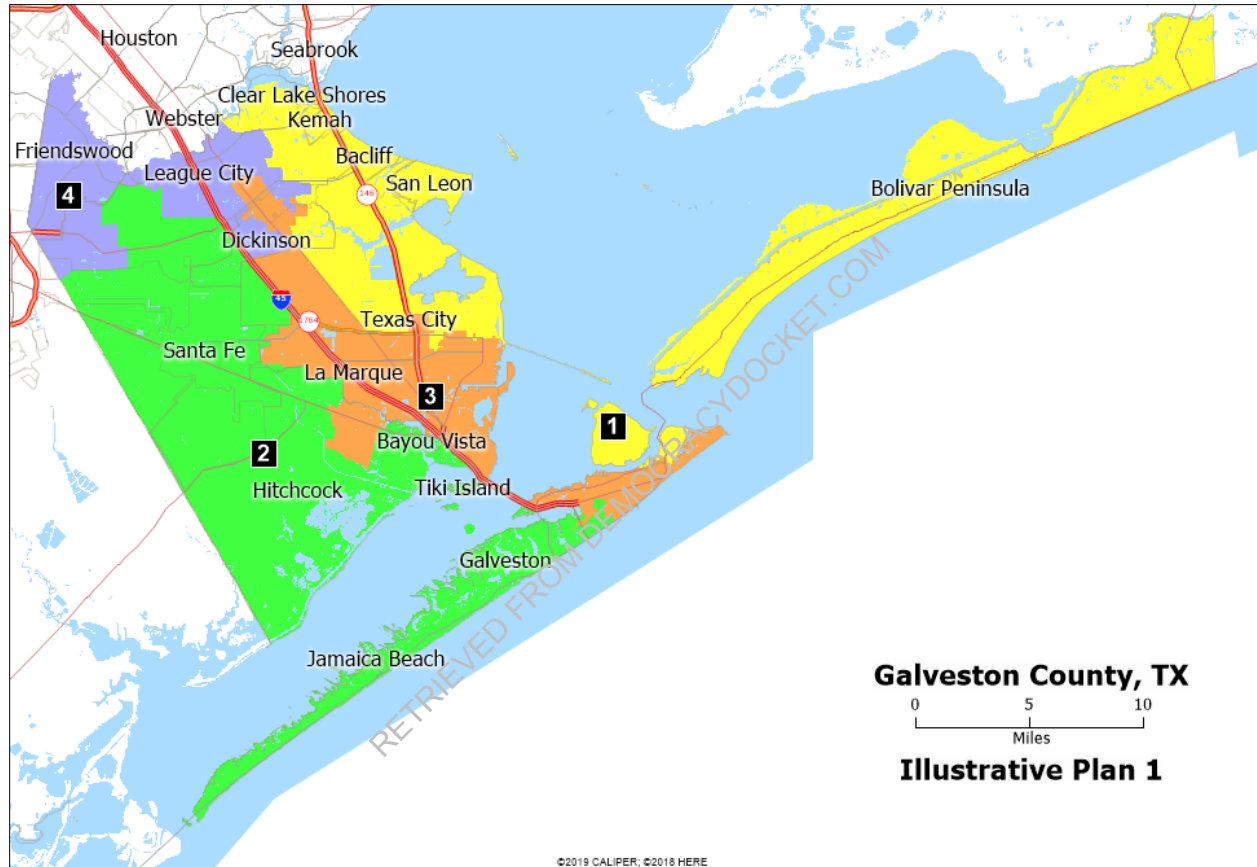 Houston
Seabrook
Clear Lake Shores
Webster
Kemah
Friendswood
Bacliff
League City
San Leon
4
146
Bolivar Peninsula
Dickinson
45
1764
Texas City
Santa Fe
La Marque
3
1
Bayou Vista
2
Hitchcock
Tiki Island
Galveston
Jamaica Beach
RETRIEVED FROM DEMOCRACYDOCKET.COM
Galveston County, TX
0 5 10
Miles
Illustrative Plan 1
©2019 CALIPER; ©2018 HERE